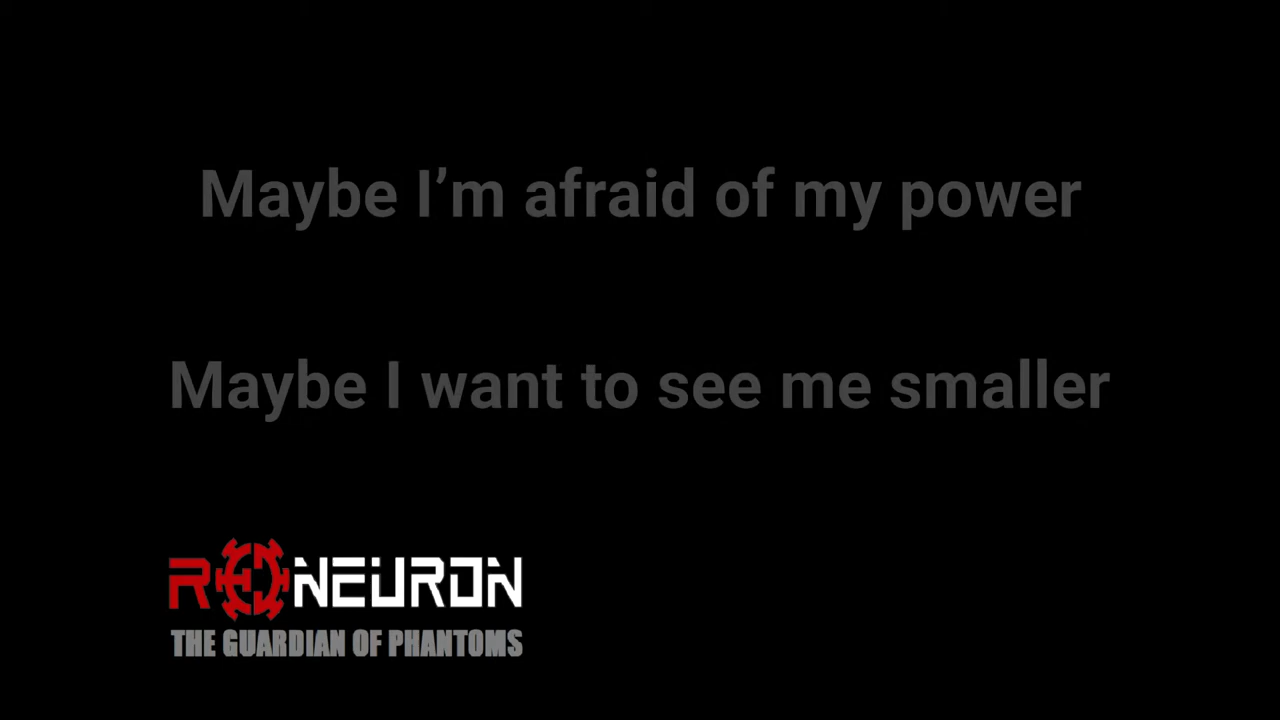 Maybe I’m afraid of my power
Maybe I want to see me smaller
RONEURON
THE GUARDIAN OF PHANTOMS